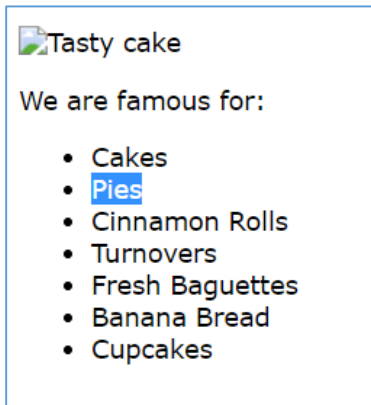 Tasty cake
We are famous for:
Cakes
Pies
Cinnamon Rolls
Turnovers
Fresh Baguettes
Banana Bread
Cupcakes